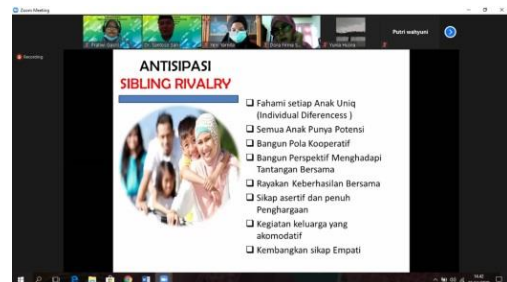 Zoom Meeting
Putri wahyuni
Recording
ANTISIPASI
SIBLING RIVALRY
❑ Fahami setiap Anak Uniq
(Individual Diferencess )
❑ Semua Anak Punya Potensi
❑ Bangun Pola Kooperatif
❑ Bangun Perspektif Menghadapi
Tantangan Bersama
❑ Rayakan Keberhasilan Bersama
❑ Sikap asertif dan penuh
Penghargaan
❑ Kegiatan keluarga yang
akomodatif
❑ Kembangkan sikap Empati